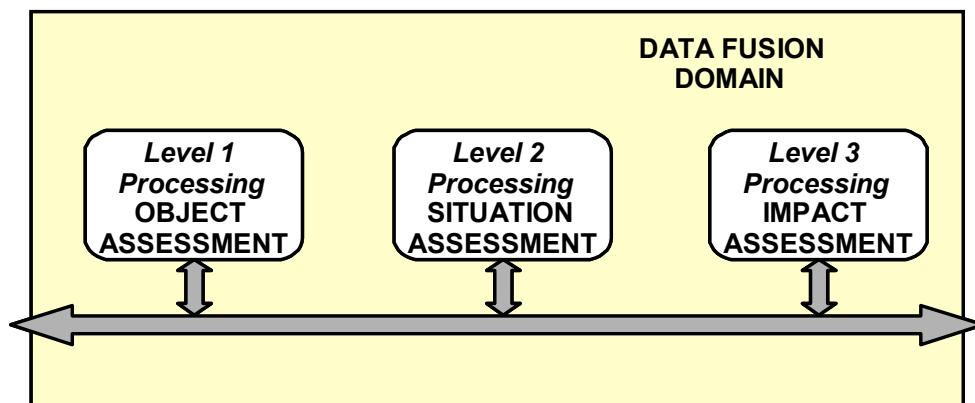 DATA FUSION
DOMAIN
Level 1
Processing
OBJECT
ASSESSMENT
Level 2
Processing
SITUATION
ASSESSMENT
Level 3
Processing
IMPACT
ASSESSMENT